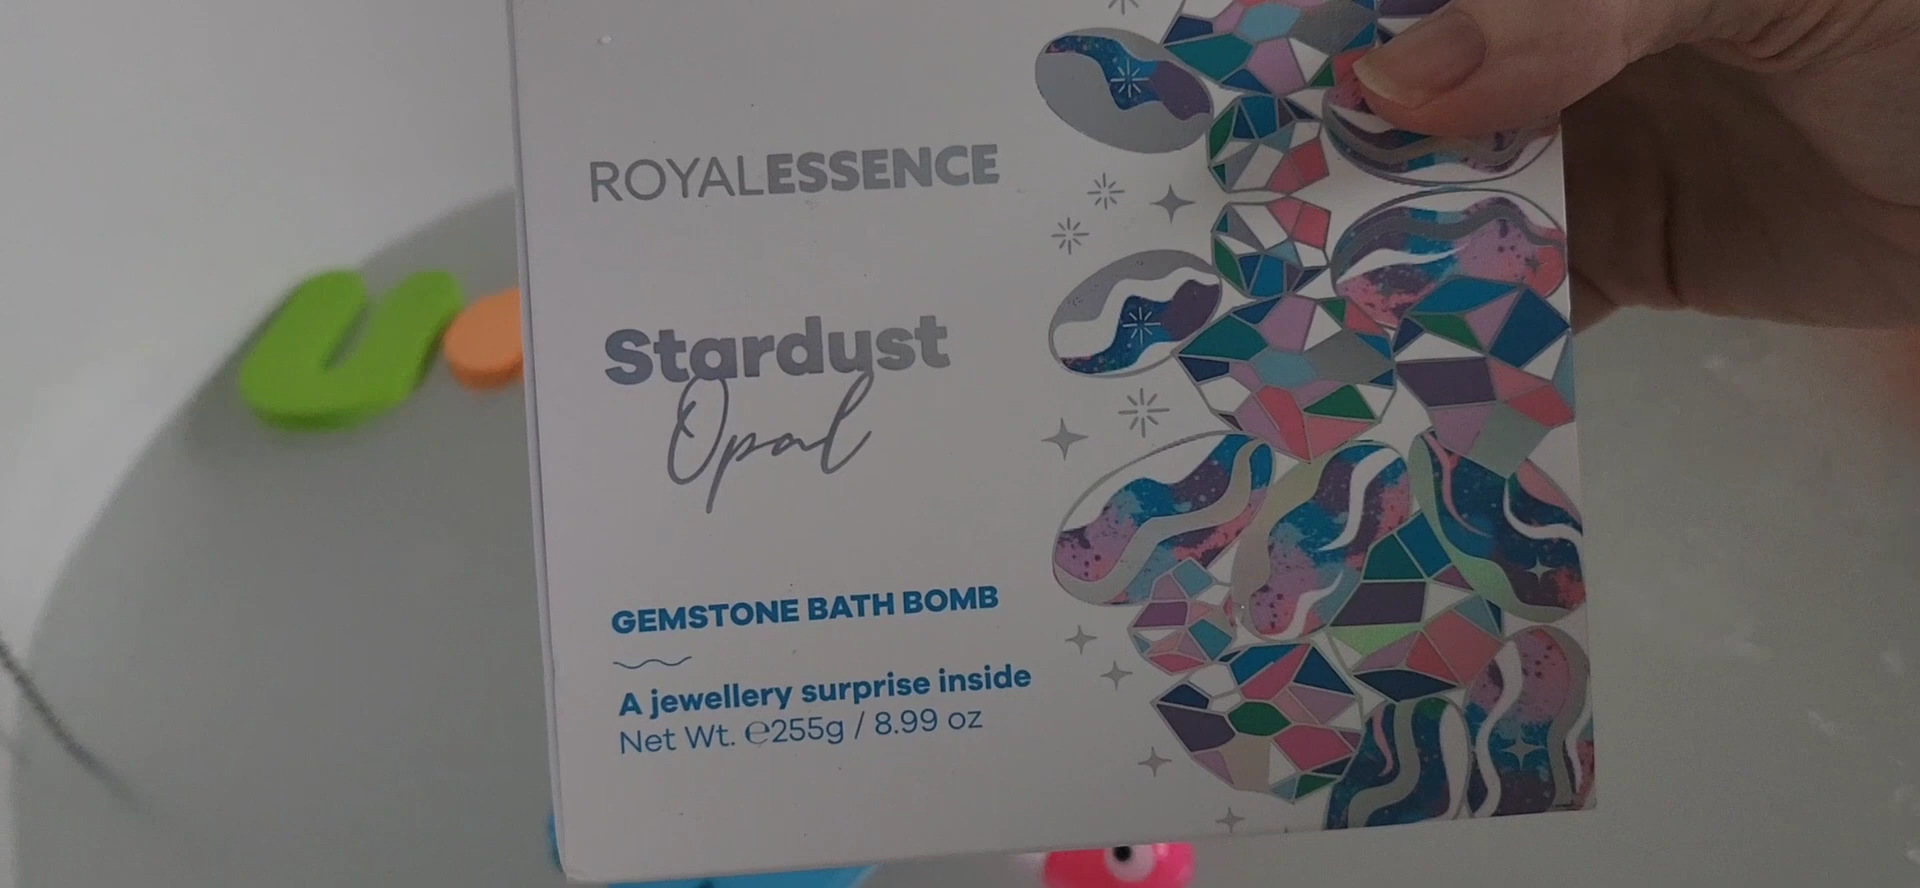 ROYALESSENCE
Stardust
Opal
GEMSTONE BATH BOMB
A jewellery surprise inside
Net Wt. ℮255g / 8.99 oz
U